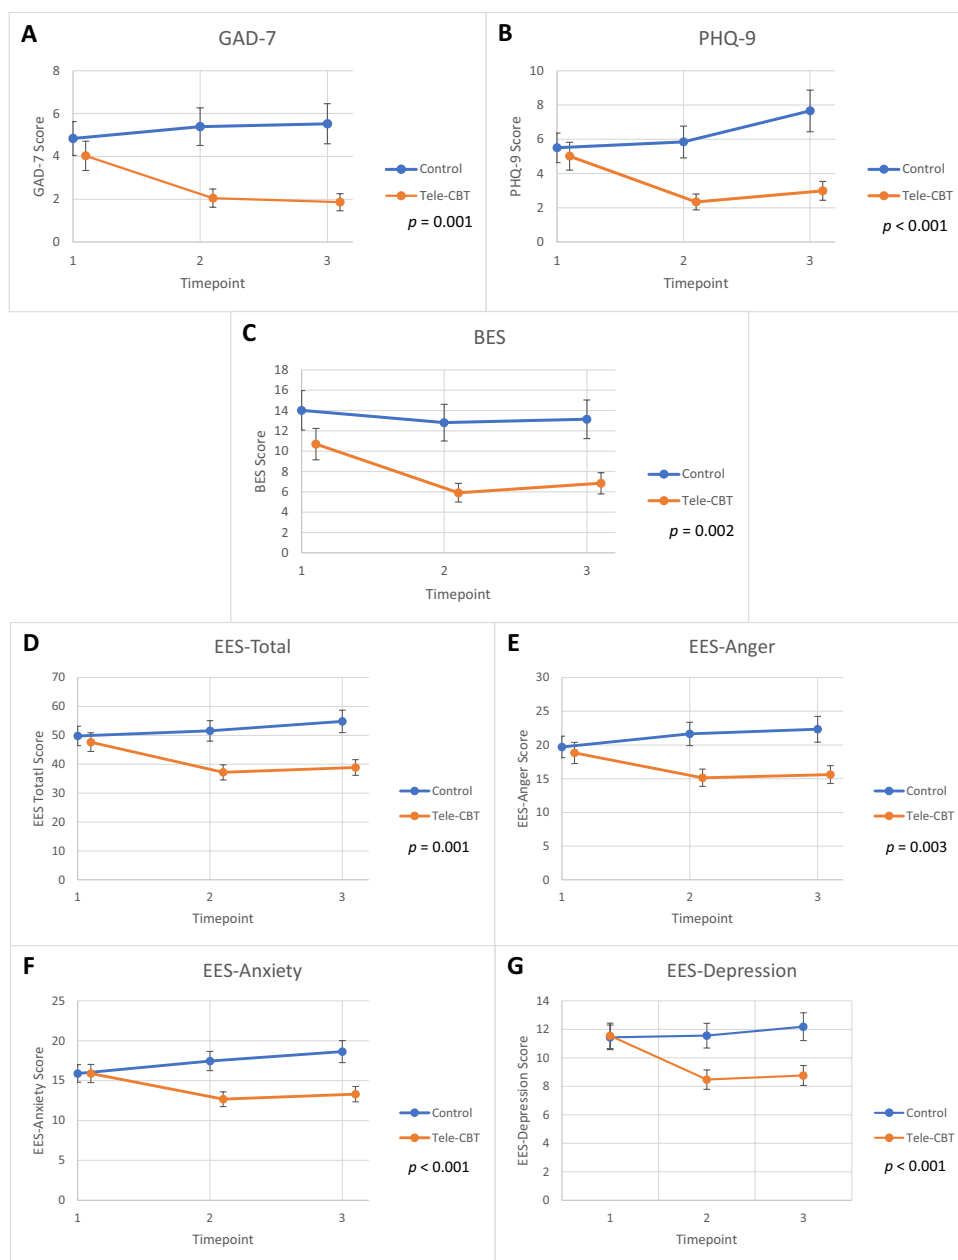 A
GAD-7
8
6
4
2
0
GAD-7 Score
1 2 3
Timepoint
Control
Tele-CBT
p = 0.001
B
PHQ-9
10
8
6
4
2
0
PHQ-9 Score
1 2 3
Timepoint
Control
Tele-CBT
p < 0.001
C
BES
18
16
14
12
10
8
6
4
2
0
BES Score
1 2 3
Timepoint
Control
Tele-CBT
p = 0.002
D
EES-Total
70
60
50
40
30
20
10
0
EES Totatl Score
1 2 3
Timepoint
Control
Tele-CBT
p = 0.001
E
EES-Anger
30
25
20
15
10
5
0
EES-Anger Score
1 2 3
Timepoint
Control
Tele-CBT
p = 0.003
F
EES-Anxiety
25
20
15
10
5
0
EES-Anxiety Score
1 2 3
Timepoint
Control
Tele-CBT
p < 0.001
G
EES-Depression
14
12
10
8
6
4
2
0
EES-Depression Score
1 2 3
Timepoint
Control
Tele-CBT
p < 0.001